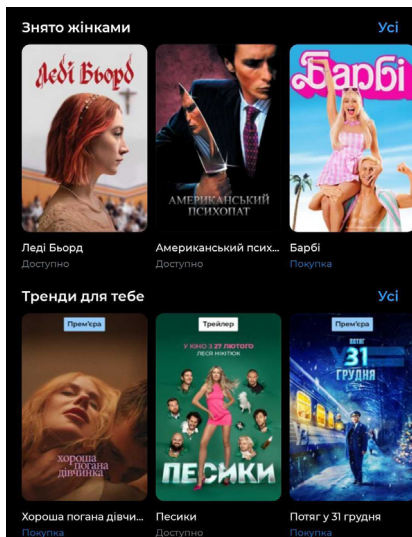 Знято жінками Усі
Леді Бьорд
АМЕРИКАНСЬКИЙ
ПСИХОПАТ
Барбі
Леді Бьорд
Американський псих...
Барбі
Доступно
Доступно
Покупка
Тренди для тебе Усі
Прем'єра
хороша
погана
дівчинка
Трейлер
У КІНО З 27 ЛЮТОГО
ЛЕСЯ НІКІТЮК
ПЕСИКИ
Прем'єра
ПОТЯГ
У 31
ГРУДНЯ
Хороша погана дівчи...
Песики
Потяг у 31 грудня
Покупка
Доступно
Покупка